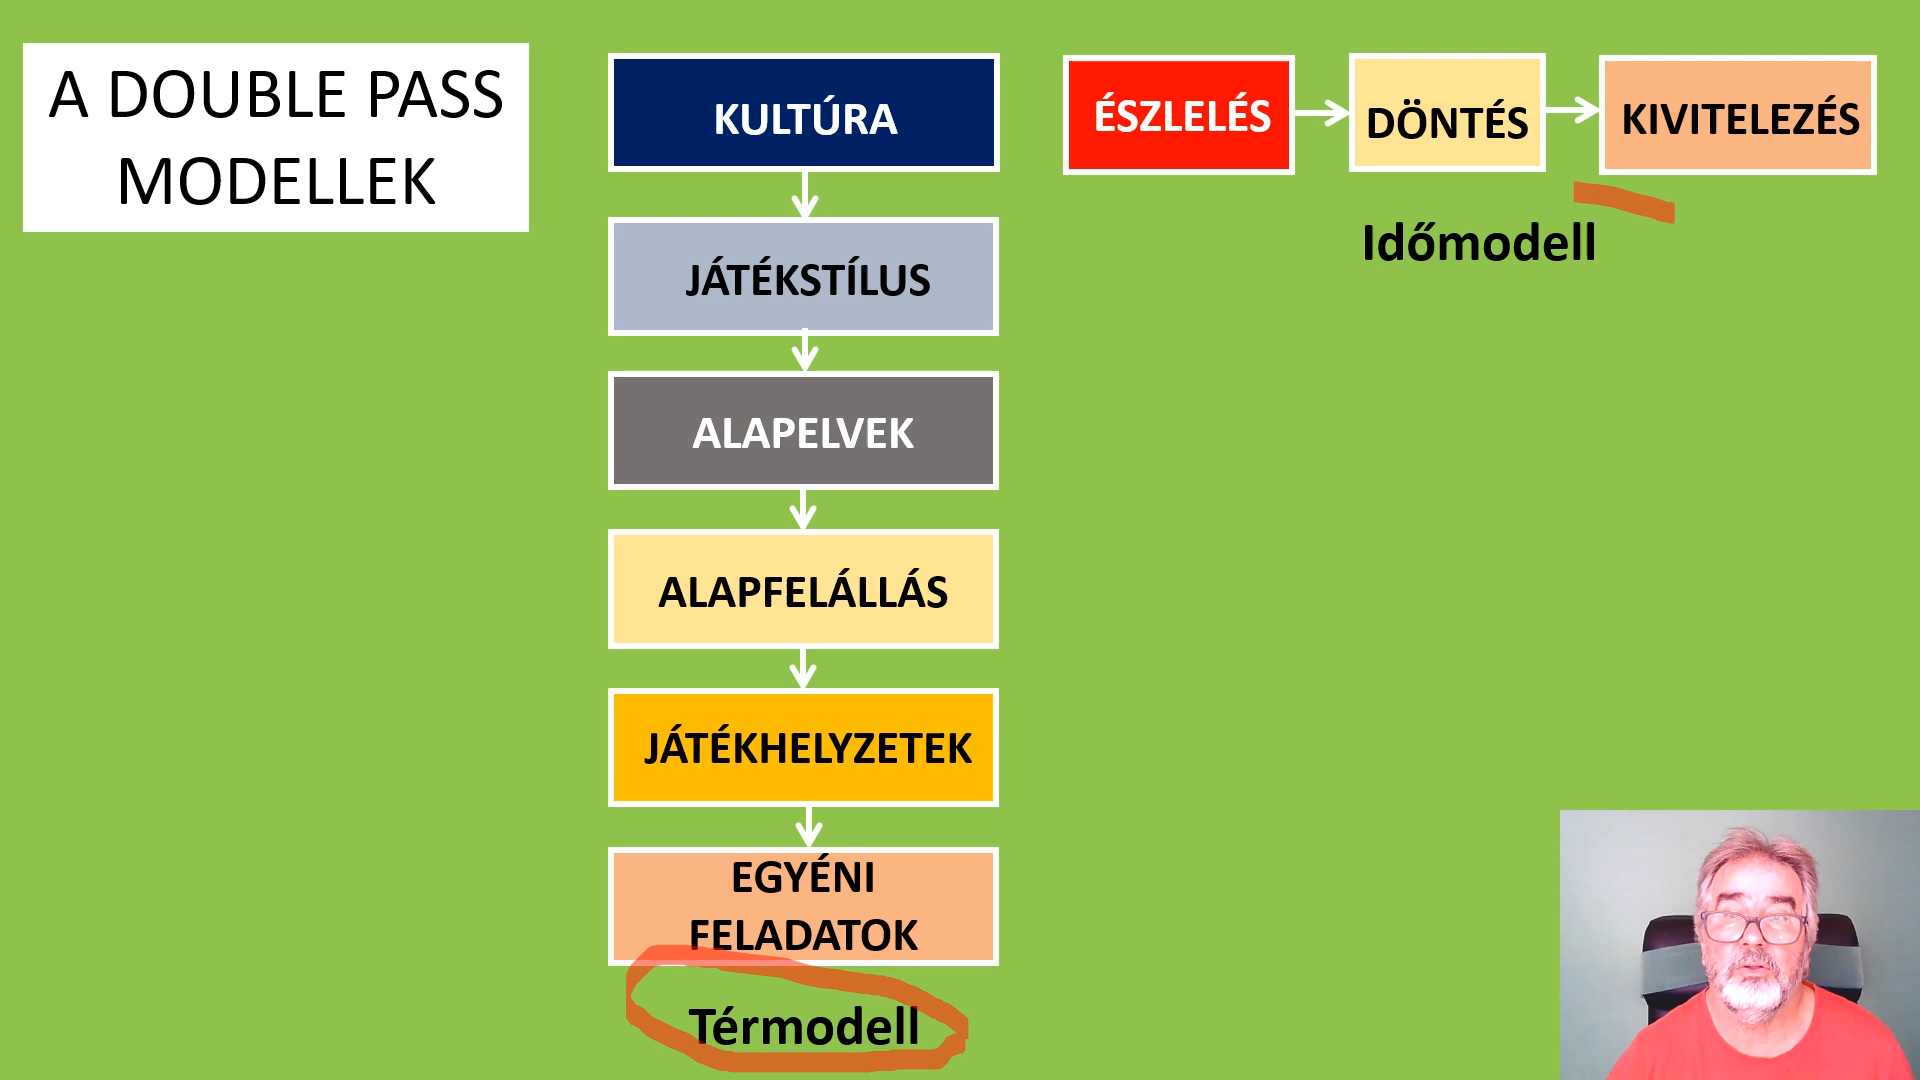 A DOUBLE PASS
MODELLEK
KULTÚRA
JÁTÉKSTÍLUS
ALAPELVEK
ALAPFELÁLLÁS
JÁTÉKHELYZETEK
EGYÉNI
FELADATOK
Térmodell
ÉSZLELÉS
DÖNTÉS
KIVITELEZÉS
Időmodell